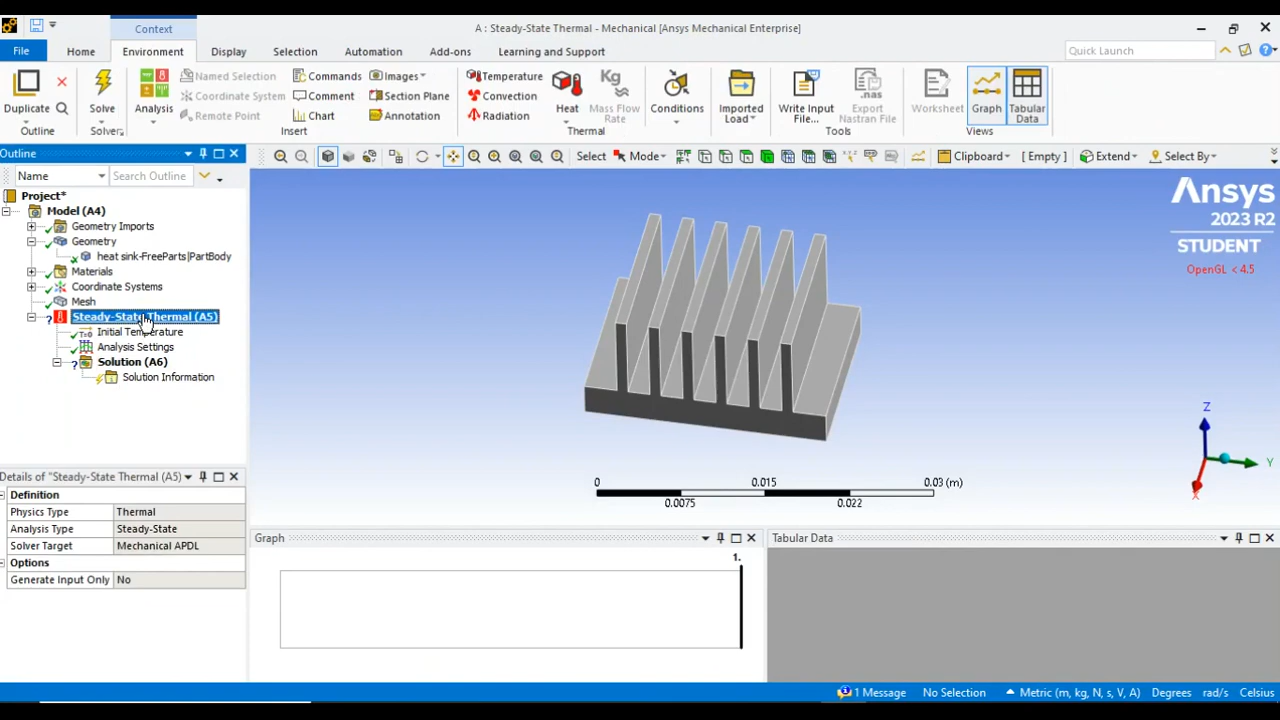 Context
A : Steady-State Thermal - Mechanical [Ansys Mechanical Enterprise]
File Home Environment Display Selection Automation Add-ons Learning and Support Quick Launch
Duplicate
Outline
Solve
Solver
Analysis
Named Selection
Coordinate System
Remote Point
Commands
Comment
Chart
Images
Section Plane
Annotation
Insert
Temperature
Convection
Radiation
Heat
Mass Flow
Rate
Thermal
Conditions
Imported
Load
Write Input
File...
Export
Nastran File
Tools
Worksheet
Graph
Tabular
Data
Views
Outline
Name Search Outline
Select Mode Clipboard [ Empty ] Extend Select By
Project*
Model (A4)
Geometry Imports
Geometry
heat sink-FreeParts|PartBody
Materials
Coordinate Systems
Mesh
Steady-State Thermal (A5)
Initial Temperature
Analysis Settings
Solution (A6)
Solution Information
Ansys
2023 R2
STUDENT
OpenGL < 4.5
Z
Y
X
0 0.015 0.03 (m)
0.0075 0.022
Details of "Steady-State Thermal (A5)
Definition
Physics Type Thermal
Analysis Type Steady-State
Solver Target Mechanical APDL
Options
Generate Input Only No
Graph
1.
Tabular Data
1 Message No Selection Metric (m, kg, N, s, V, A) Degrees rad/s Celsius